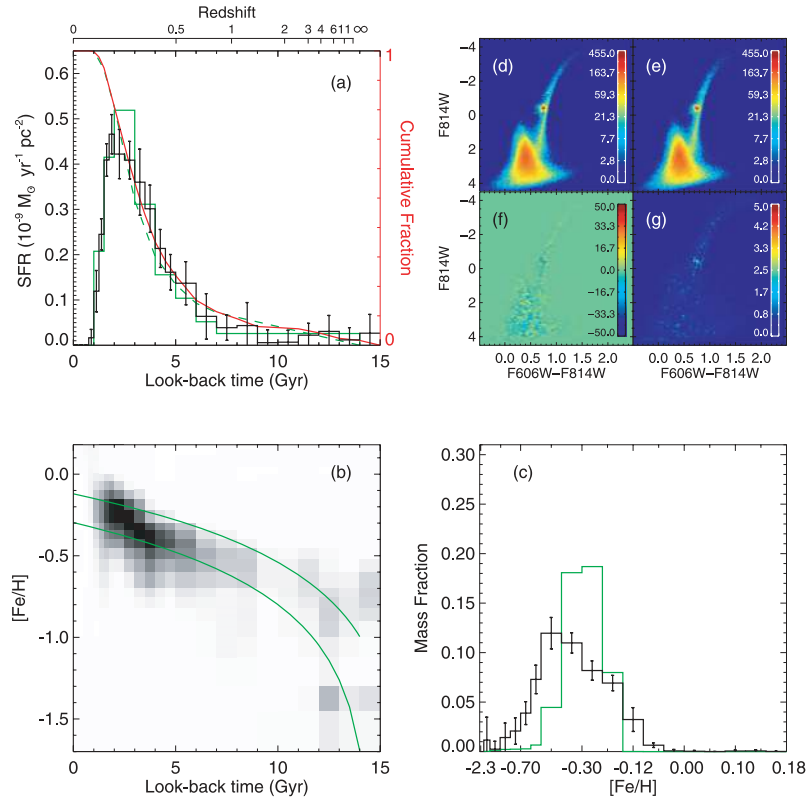 Redshift
0 0.5 1 2 3 4 6 11 ∞
(a)
SFR (10⁻⁹ M⊙ yr⁻¹ pc⁻²)
0.6
0.5
0.4
0.3
0.2
0.1
0.0
1
0
Cumulative Fraction
0 5 10 15
Look-back time (Gyr)
(d) (e)
F814W
-4
-2
0
2
4
455.0
163.7
59.3
21.3
7.7
2.8
0.0
455.0
163.7
59.3
21.3
7.7
2.8
0.0
(f) (g)
F814W
-4
-2
0
2
4
50.0
33.3
16.7
0.0
-16.7
-33.3
-50.0
5.0
4.2
3.3
2.5
1.7
0.8
0.0
0.0 0.5 1.0 1.5 2.0 0.0 0.5 1.0 1.5 2.0
F606W-F814W F606W-F814W
(b)
[Fe/H]
0.0
-0.5
-1.0
-1.5
0 5 10 15
Look-back time (Gyr)
(c)
Mass Fraction
0.30
0.25
0.20
0.15
0.10
0.05
0.00
-2.3 -0.70 -0.30 -0.12 0.00 0.10 0.18
[Fe/H]